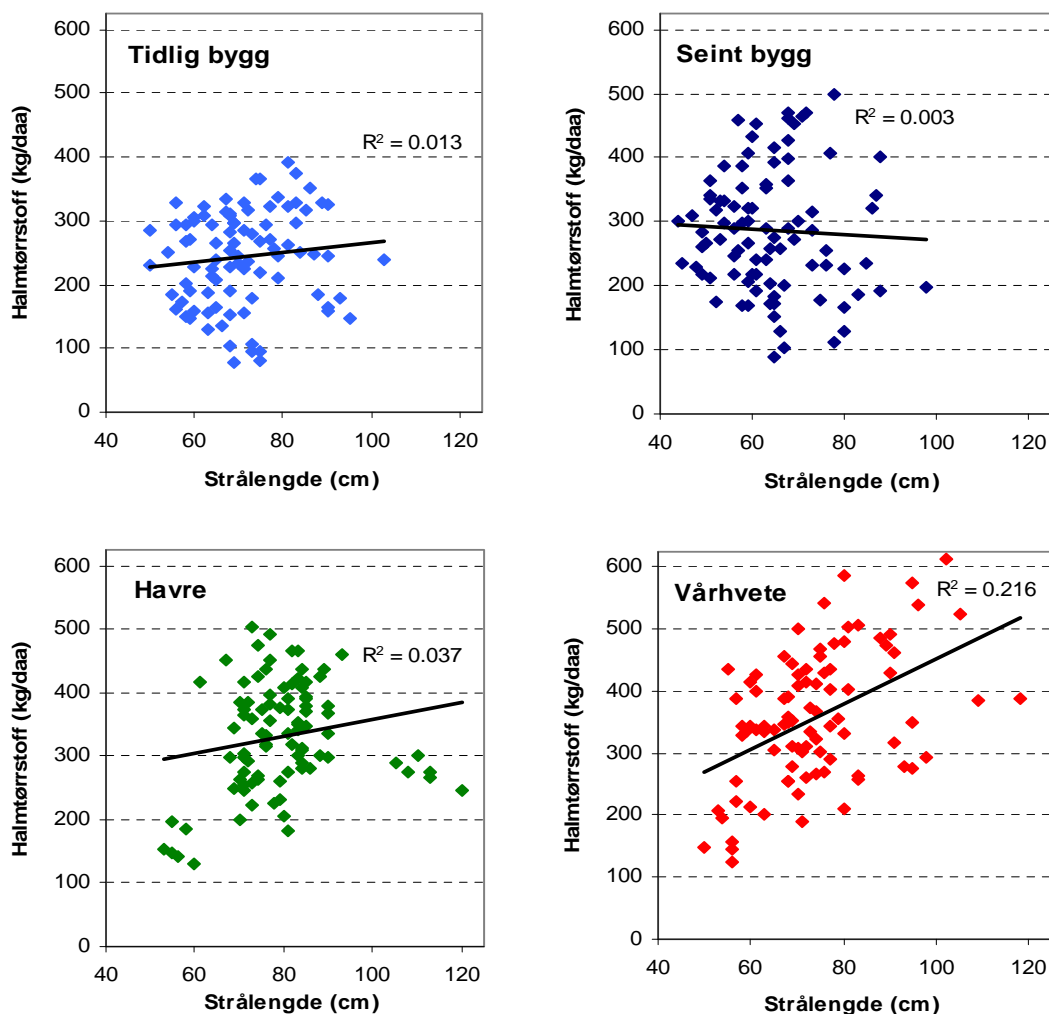 Tidlig bygg
R² = 0.013
600
500
400
300
200
100
0
40 60 80 100 120
Halmtørrstoff (kg/daa)
Strålengde (cm)
Seint bygg
R² = 0.003
600
500
400
300
200
100
0
40 60 80 100 120
Halmtørrstoff (kg/daa)
Strålengde (cm)
Havre
R² = 0.037
600
500
400
300
200
100
0
40 60 80 100 120
Halmtørrstoff (kg/daa)
Strålengde (cm)
Vårhvete
R² = 0.216
600
500
400
300
200
100
0
40 60 80 100 120
Halmtørrstoff (kg/daa)
Strålengde (cm)